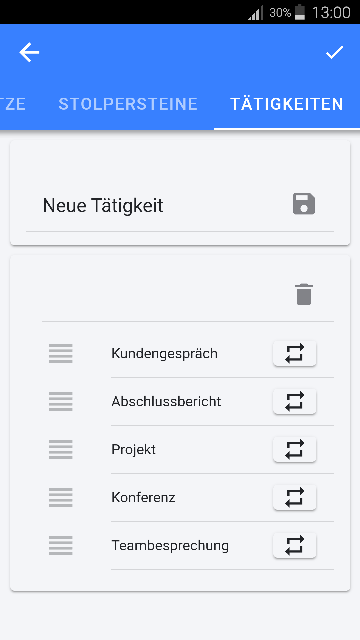 30% 13:00
TZE STOLPERSTEINE TÄTIGKEITEN
Neue Tätigkeit
Kundengespräch
Abschlussbericht
Projekt
Konferenz
Teambesprechung